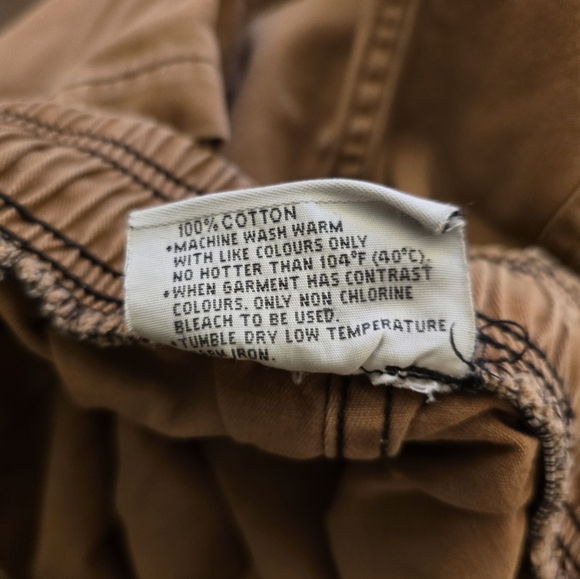 100% COTTON
•MACHINE WASH WARM
WITH LIKE COLOURS ONLY
NO HOTTER THAN 104°F (40°C).
•WHEN GARMENT HAS CONTRAST
COLOURS. ONLY NON CHLORINE
BLEACH TO BE USED.
•TUMBLE DRY LOW TEMPERATURE
IRON.